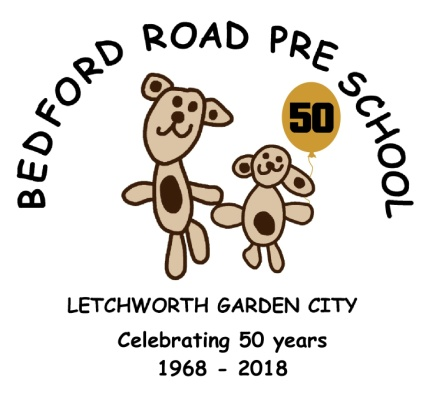 BEDFORD ROAD PRE SCHOOL
50
LETCHWORTH GARDEN CITY
Celebrating 50 years
1968 - 2018